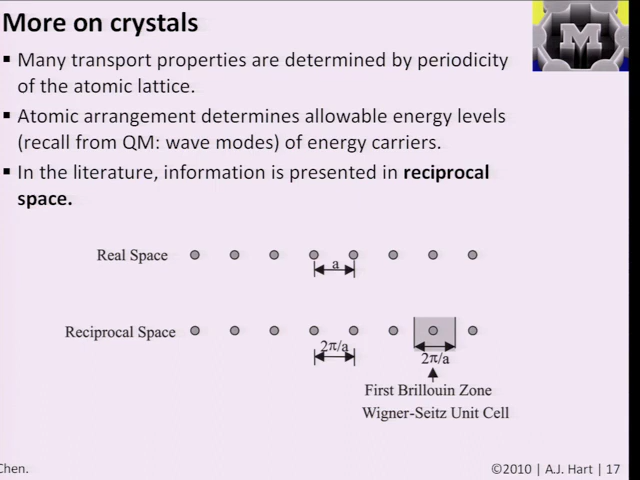 More on crystals
M
▪ Many transport properties are determined by periodicity
of the atomic lattice.
▪ Atomic arrangement determines allowable energy levels
(recall from QM: wave modes) of energy carriers.
▪ In the literature, information is presented in reciprocal
space.
Real Space
a
Reciprocal Space
2π/a
2π/a
First Brillouin Zone
Wigner-Seitz Unit Cell
Chen.
©2010 | A.J. Hart | 17